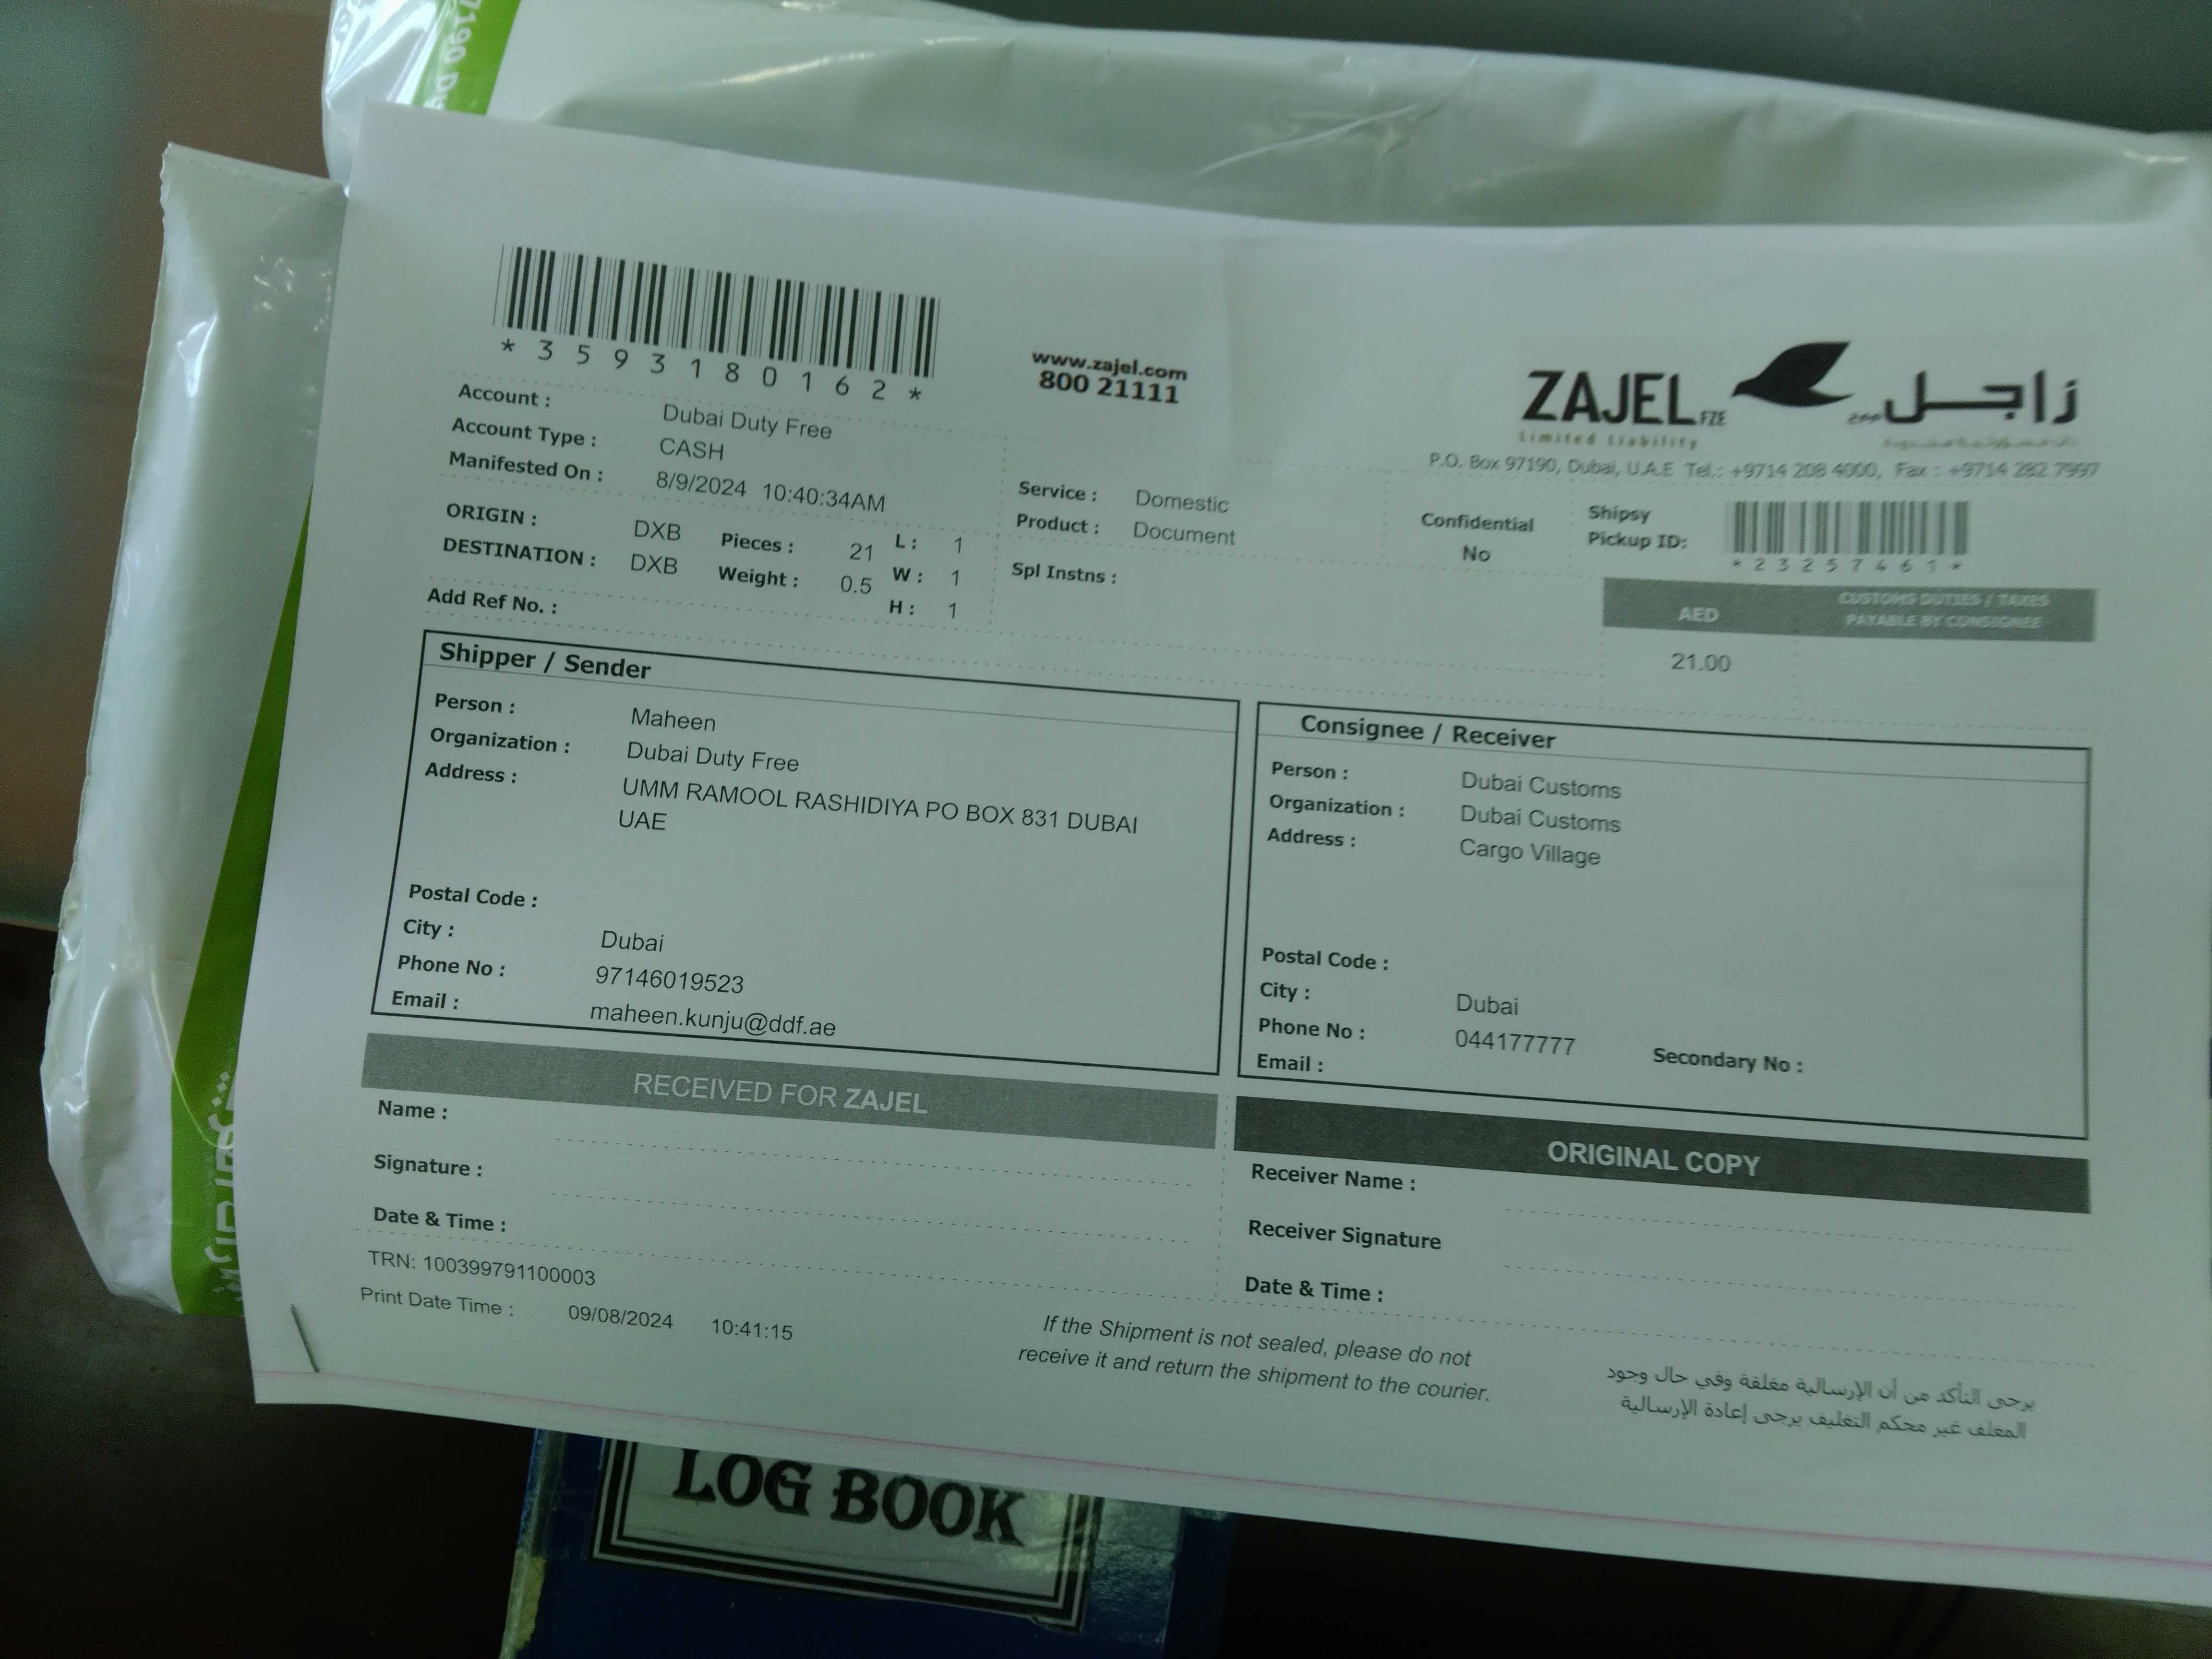 7190 Du
*3593180162*
www.zajel.com
800 21111
ZAJEL FZE
Limited Liability
زاجل
P.O. Box 97190, Dubai, U.A.E Tel.: +9714 208 4000, Fax : +9714 282 7997
Account : Dubai Duty Free
Account Type : CASH
Manifested On : 8/9/2024 10:40:34AM
Service : Domestic
Product : Document
Confidential
No
Shipsy
Pickup ID:
*23257461*
ORIGIN : DXB
DESTINATION : DXB
Pieces : 21
Weight : 0.5
L : 1
W : 1
H : 1
Spl Instns :
Add Ref No. :
AED
CUSTOMS DUTIES / TAXES
PAYABLE BY CONSIGNEE
21.00
Shipper / Sender
Person : Maheen
Organization : Dubai Duty Free
Address : UMM RAMOOL RASHIDIYA PO BOX 831 DUBAI
UAE
Postal Code :
City : Dubai
Phone No : 97146019523
Email : maheen.kunju@ddf.ae
Consignee / Receiver
Person : Dubai Customs
Organization : Dubai Customs
Address : Cargo Village
Postal Code :
City : Dubai
Phone No : 044177777
Secondary No :
Email :
RECEIVED FOR ZAJEL
Name :
Signature :
Date & Time :
ORIGINAL COPY
Receiver Name :
Receiver Signature
Date & Time :
TRN: 100399791100003
Print Date Time : 09/08/2024 10:41:15
If the Shipment is not sealed, please do not
receive it and return the shipment to the courier.
يرجى التأكد من أن الإرسالية مغلقة وفي حال وجود
المغلف غير محكم التغليف يرجى إعادة الإرسالية
LOG BOOK